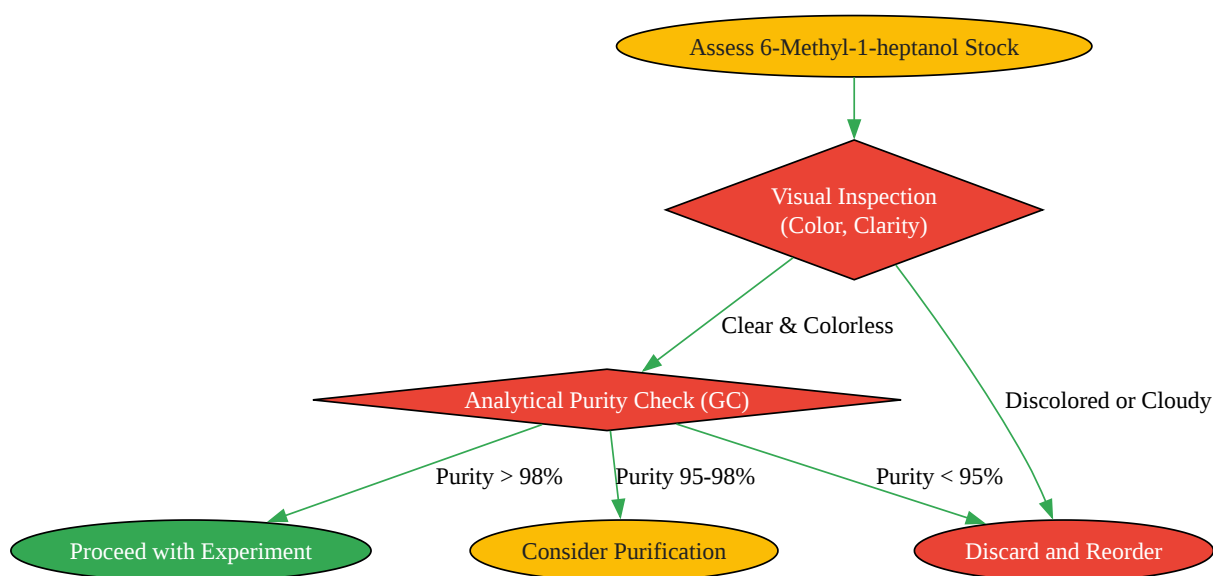 Assess 6-Methyl-1-heptanol Stock
Visual Inspection
(Color, Clarity)
Clear & Colorless
Analytical Purity Check (GC)
Discolored or Cloudy
Purity > 98%
Purity 95-98%
Purity < 95%
Proceed with Experiment
Consider Purification
Discard and Reorder